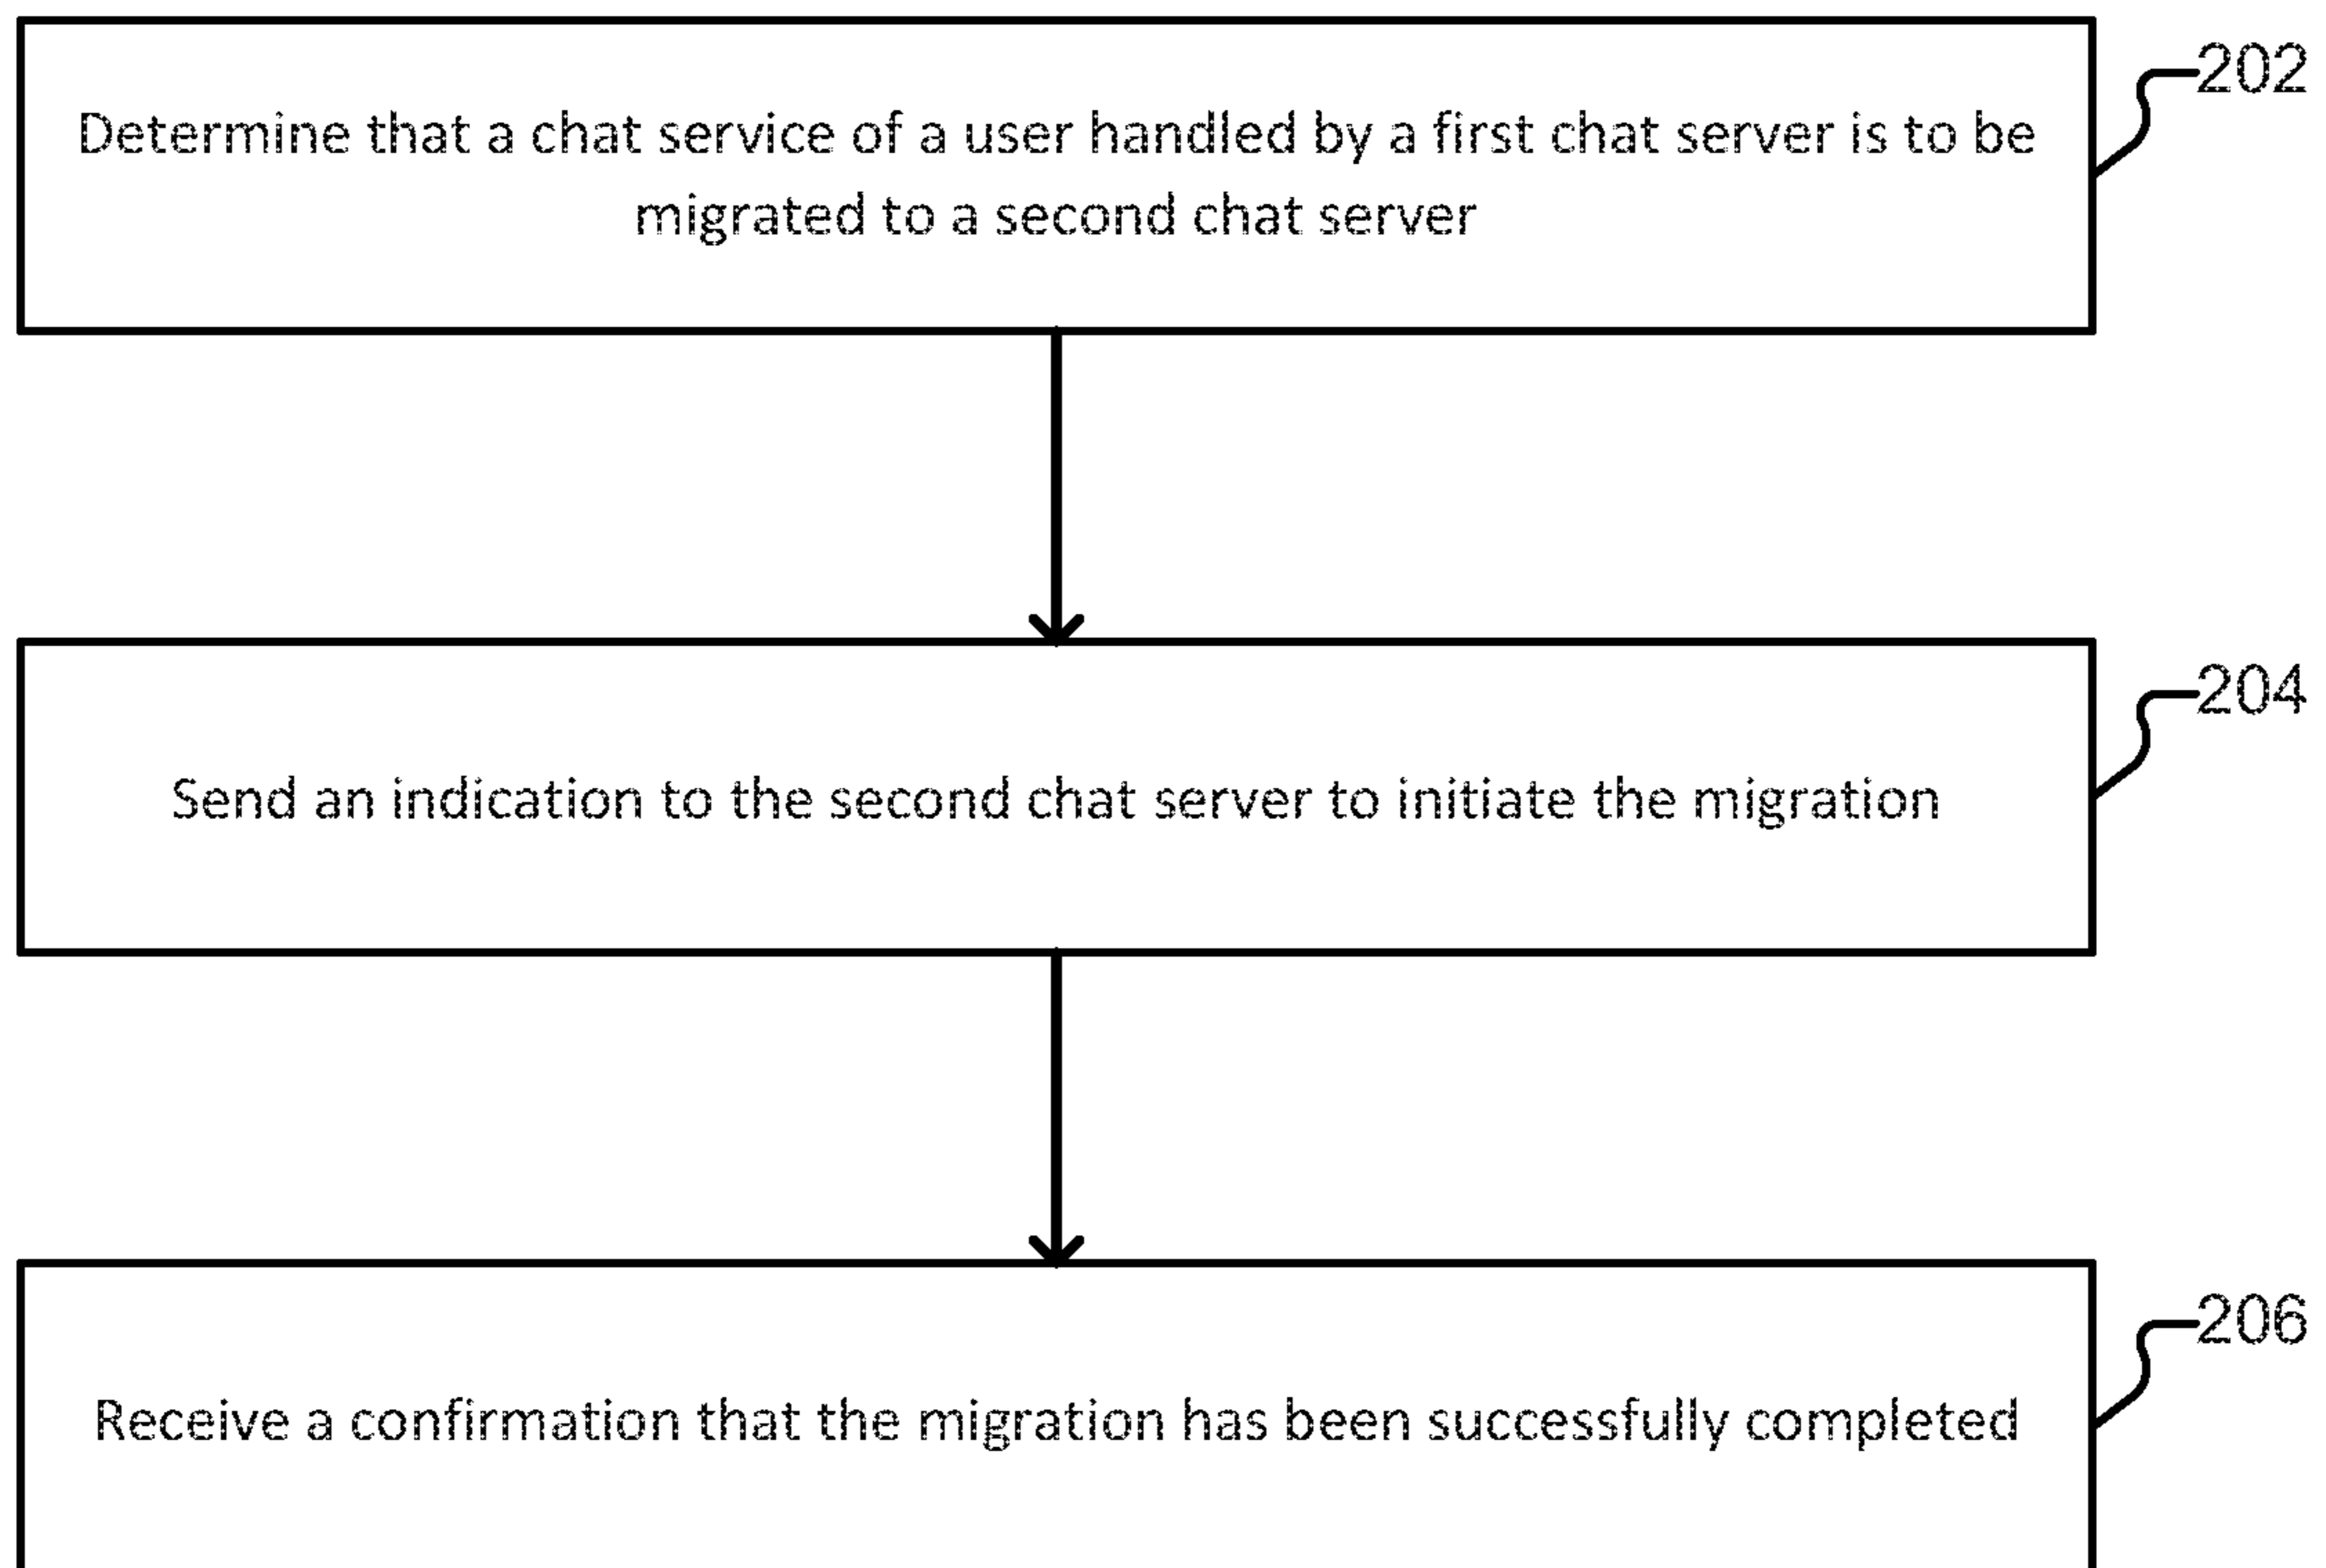 202
Determine that a chat service of a user handled by a first chat server is to be
migrated to a second chat server
204
Send an indication to the second chat server to initiate the migration
206
Receive a confirmation that the migration has been successfully completed